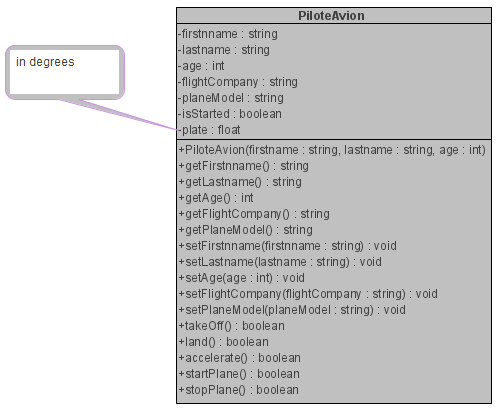 PiloteAvion
in degrees
-firstnname : string
-lastname : string
-age : int
-flightCompany : string
-planeModel : string
-isStarted : boolean
-plate : float
+PiloteAvion(firstname : string, lastname : string, age : int)
+getFirstnname() : string
+getLastname() : string
+getAge() : int
+getFlightCompany() : string
+getPlaneModel() : string
+setFirstnname(firstnname : string) : void
+setLastname(lastname : string) : void
+setAge(age : int) : void
+setFlightCompany(flightCompany : string) : void
+setPlaneModel(planeModel : string) : void
+takeOff() : boolean
+land() : boolean
+accelerate() : boolean
+startPlane() : boolean
+stopPlane() : boolean